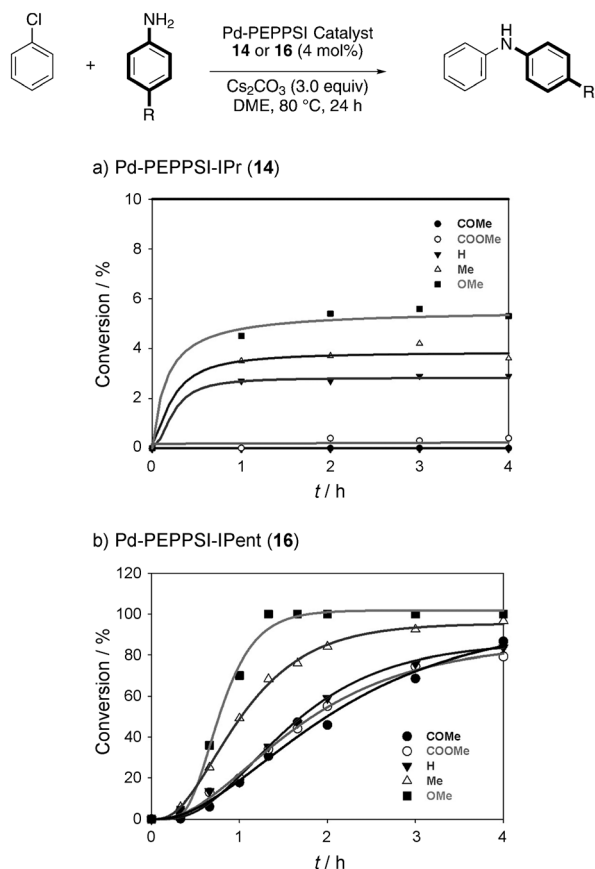 Cl
+
NH₂
R
Pd-PEPPSI Catalyst
14 or 16 (4 mol%)
Cs₂CO₃ (3.0 equiv)
DME, 80 °C, 24 h
H
N
R
a) Pd-PEPPSI-IPr (14)
Conversion / %
10
8
6
4
2
0
COMe
COOMe
H
Me
OMe
0 1 2 3 4
t / h
b) Pd-PEPPSI-IPent (16)
Conversion / %
120
100
80
60
40
20
0
COMe
COOMe
H
Me
OMe
0 1 2 3 4
t / h